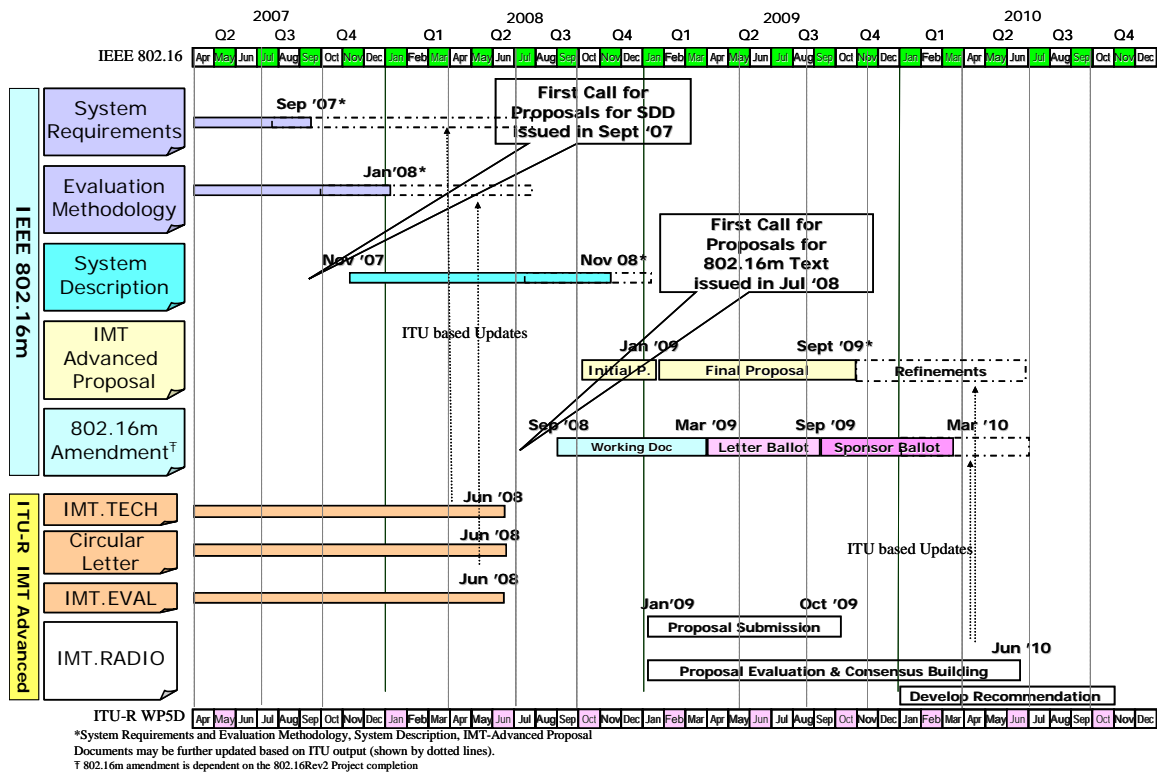 2007 2008 2009 2010
Q2 Q3 Q4 Q1 Q2 Q3 Q4 Q1 Q2 Q3 Q4 Q1 Q2 Q3 Q4
IEEE 802.16 Apr May Jun Jul Aug Sep Oct Nov Dec Jan Feb Mar Apr May Jun Jul Aug Sep Oct Nov Dec Jan Feb Mar Apr May Jun Jul Aug Sep Oct Nov Dec Jan Feb Mar Apr May Jun Jul Aug Sep Oct Nov Dec
IEEE 802.16m
System
Requirements
Sep '07*
First Call for
Proposals for SDD
issued in Sept '07
Evaluation
Methodology
Jan'08*
System
Description
Nov '07
Nov 08*
First Call for
Proposals for
802.16m Text
issued in Jul '08
ITU based Updates
IMT
Advanced
Proposal
Jan '09
Sept '09*
Initial P.
Final Proposal
Refinements
802.16m
Amendment Ŧ
Sep '08
Mar '09
Sep '09
Mar '10
Working Doc
Letter Ballot
Sponsor Ballot
ITU-R IMT Advanced
IMT.TECH
Jun '08
Circular
Letter
Jun '08
ITU based Updates
IMT.EVAL
Jun '08
IMT.RADIO
Jan'09
Oct '09
Proposal Submission
Jun '10
Proposal Evaluation & Consensus Building
Develop Recommendation
ITU-R WP5D Apr May Jun Jul Aug Sep Oct Nov Dec Jan Feb Mar Apr May Jun Jul Aug Sep Oct Nov Dec Jan Feb Mar Apr May Jun Jul Aug Sep Oct Nov Dec Jan Feb Mar Apr May Jun Jul Aug Sep Oct Nov Dec
*System Requirements and Evaluation Methodology, System Description, IMT-Advanced Proposal
Documents may be further updated based on ITU output (shown by dotted lines).
Ŧ 802.16m amendment is dependent on the 802.16Rev2 Project completion